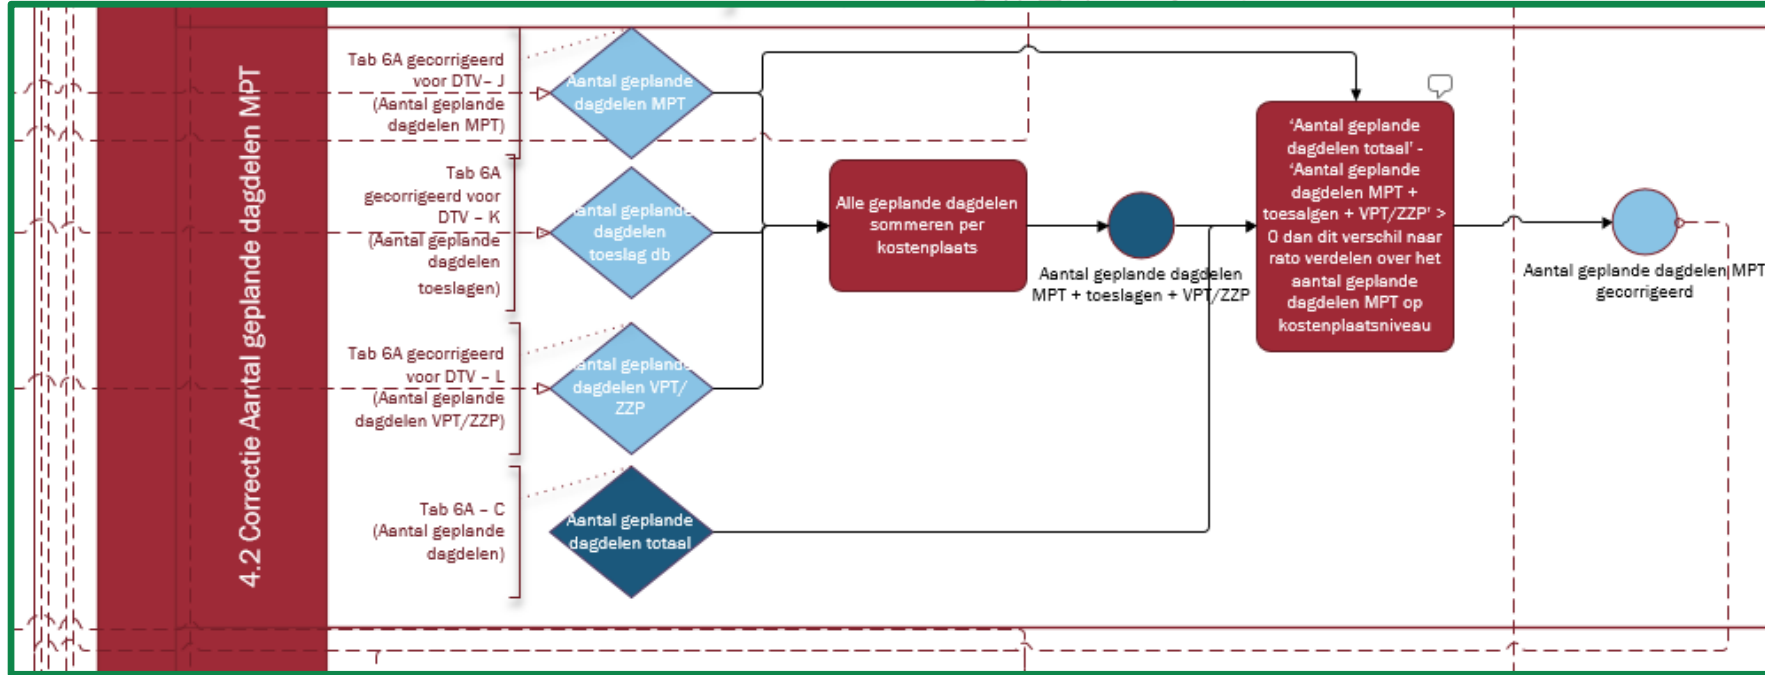 4.2 Correctie Aantal geplande dagdelen MPT
Tab 6A gecorrigeerd
voor DTV– J
(Aantal geplande
dagdelen MPT)
Aantal geplande
dagdelen MPT
Tab 6A
gecorrigeerd voor
DTV – K
(Aantal geplande
dagdelen
toeslagen)
Aantal geplande
dagdelen
toeslag db
Tab 6A gecorrigeerd
voor DTV – L
(Aantal geplande
dagdelen VPT/ZZP)
Aantal geplande
dagdelen VPT/
ZZP
Tab 6A – C
(Aantal geplande
dagdelen)
Aantal geplande
dagdelen totaal
Alle geplande dagdelen
sommeren per
kostenplaats
Aantal geplande dagdelen
MPT + toeslagen + VPT/ZZP
‘Aantal geplande
dagdelen totaal’ -
‘Aantal geplande
dagdelen MPT +
toesalgen + VPT/ZZP’ >
0 dan dit verschil naar
rato verdelen over het
aantal geplande
dagdelen MPT op
kostenplaatsniveau
Aantal geplande dagdelen MPT
gecorrigeerd